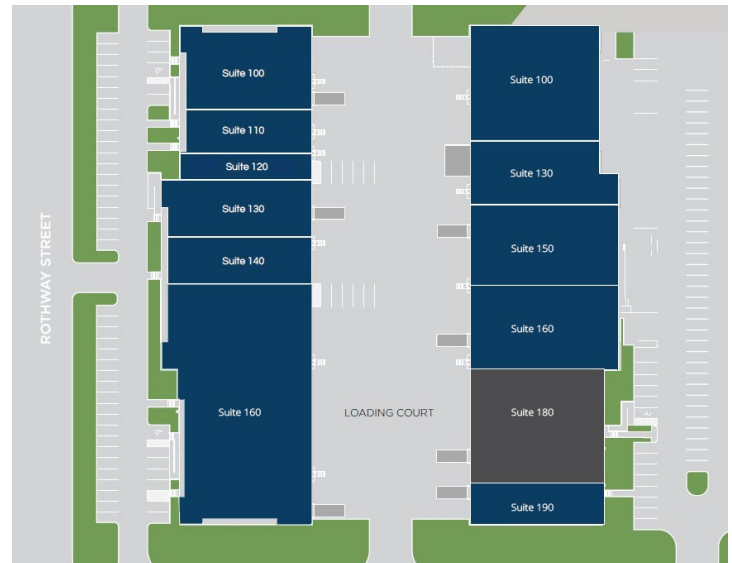 ROTHWAY STREET
Suite 100
Suite 110
Suite 120
Suite 130
Suite 140
Suite 160
LOADING COURT
Suite 100
Suite 130
Suite 150
Suite 160
Suite 180
Suite 190